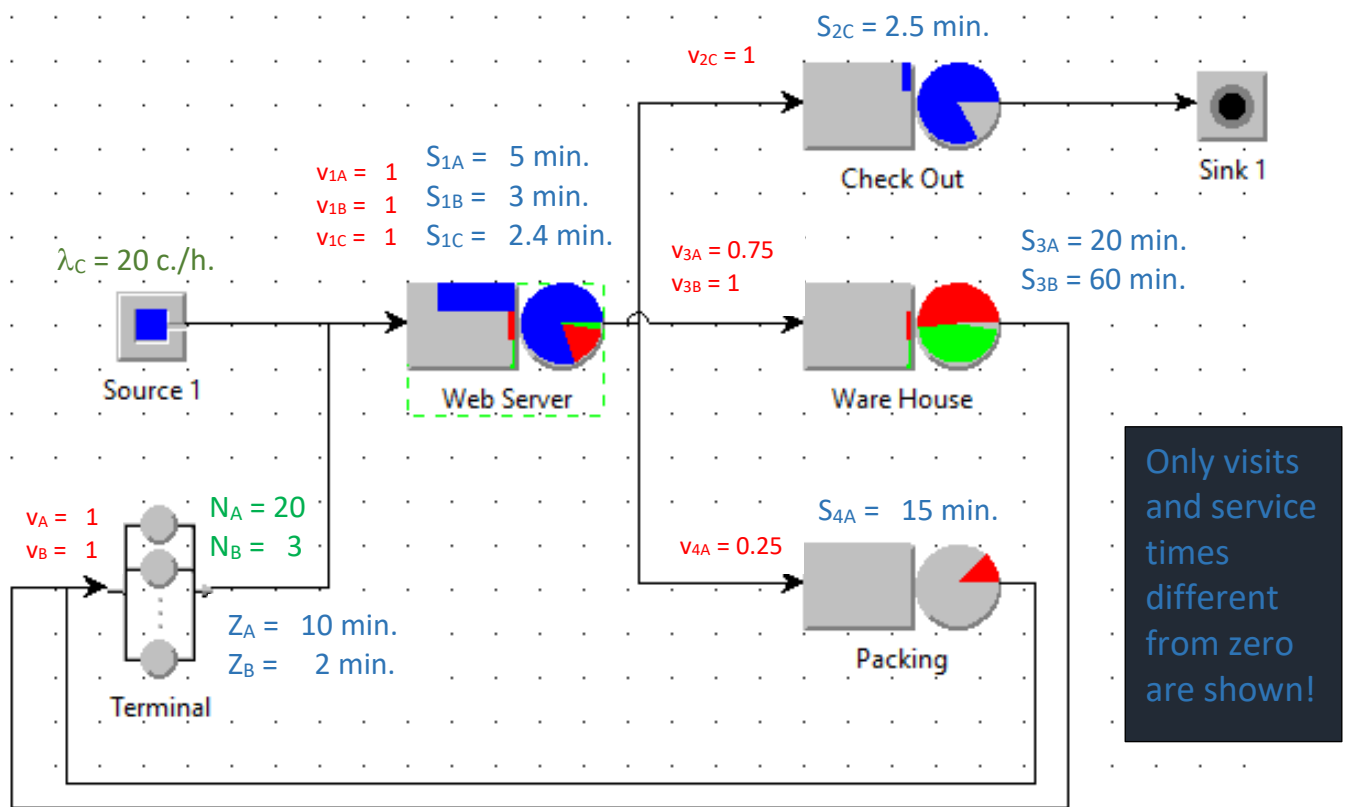 S2C = 2.5 min.
v2C = 1
Check Out
Sink 1
v1A = 1
v1B = 1
v1C = 1
S1A = 5 min.
S1B = 3 min.
S1C = 2.4 min.
λC = 20 c./h.
Source 1
Web Server
v3A = 0.75
v3B = 1
S3A = 20 min.
S3B = 60 min.
Ware House
vA = 1
vB = 1
NA = 20
NB = 3
ZA = 10 min.
ZB = 2 min.
Terminal
S4A = 15 min.
v4A = 0.25
Packing
Only visits
and service
times
different
from zero
are shown!